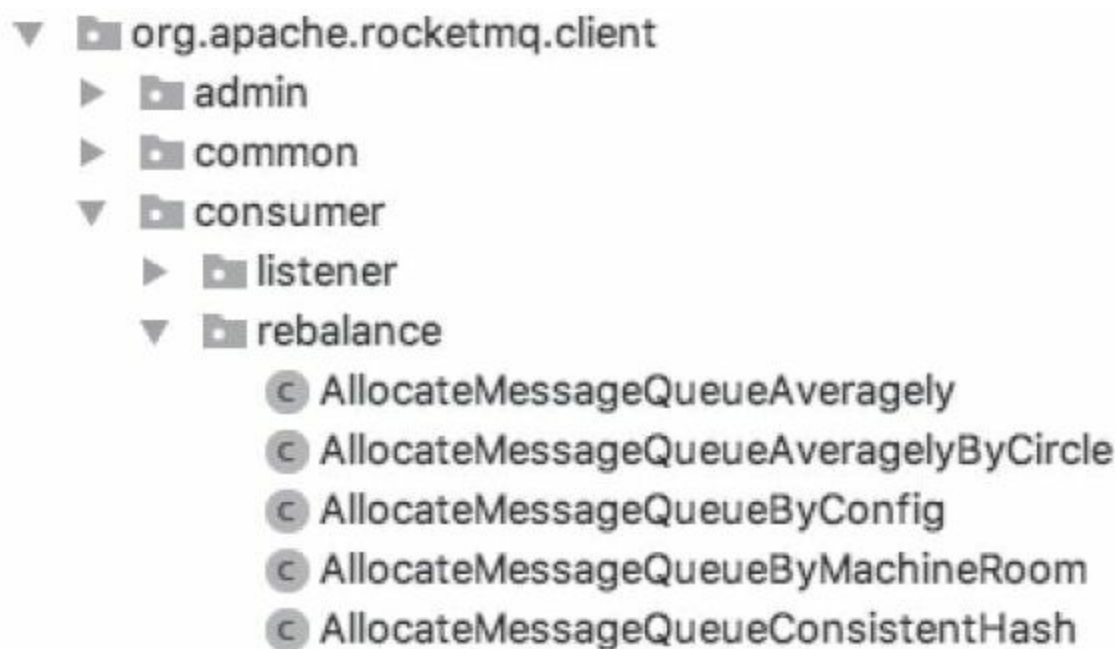 org.apache.rocketmq.client
admin
common
consumer
listener
rebalance
C AllocateMessageQueueAveragely
C AllocateMessageQueueAveragelyByCircle
C AllocateMessageQueueByConfig
C AllocateMessageQueueByMachineRoom
C AllocateMessageQueueConsistentHash